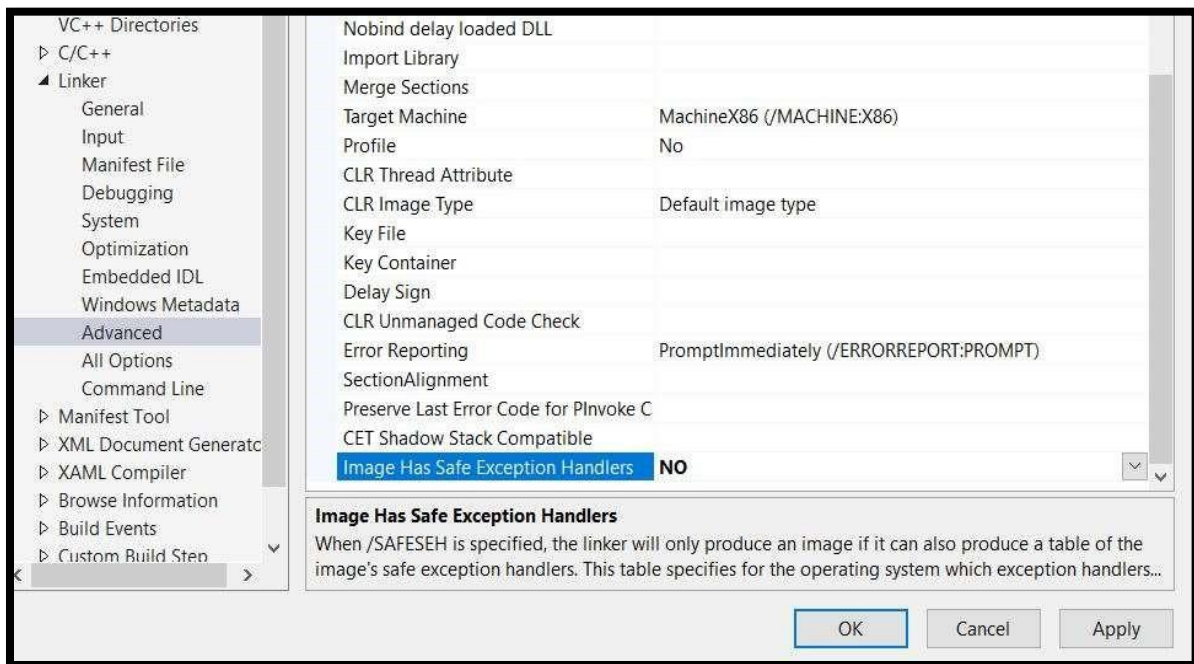 VC++ Directories
C/C++
Linker
General
Input
Manifest File
Debugging
System
Optimization
Embedded IDL
Windows Metadata
Advanced
All Options
Command Line
Manifest Tool
XML Document Generatc
XAML Compiler
Browse Information
Build Events
Custom Build Step
Nobind delay loaded DLL
Import Library
Merge Sections
Target Machine MachineX86 (/MACHINE:X86)
Profile No
CLR Thread Attribute
CLR Image Type Default image type
Key File
Key Container
Delay Sign
CLR Unmanaged Code Check
Error Reporting PromptImmediately (/ERRORREPORT:PROMPT)
SectionAlignment
Preserve Last Error Code for PInvoke C
CET Shadow Stack Compatible
Image Has Safe Exception Handlers NO
Image Has Safe Exception Handlers
When /SAFESEH is specified, the linker will only produce an image if it can also produce a table of the
image's safe exception handlers. This table specifies for the operating system which exception handlers...
OK Cancel Apply